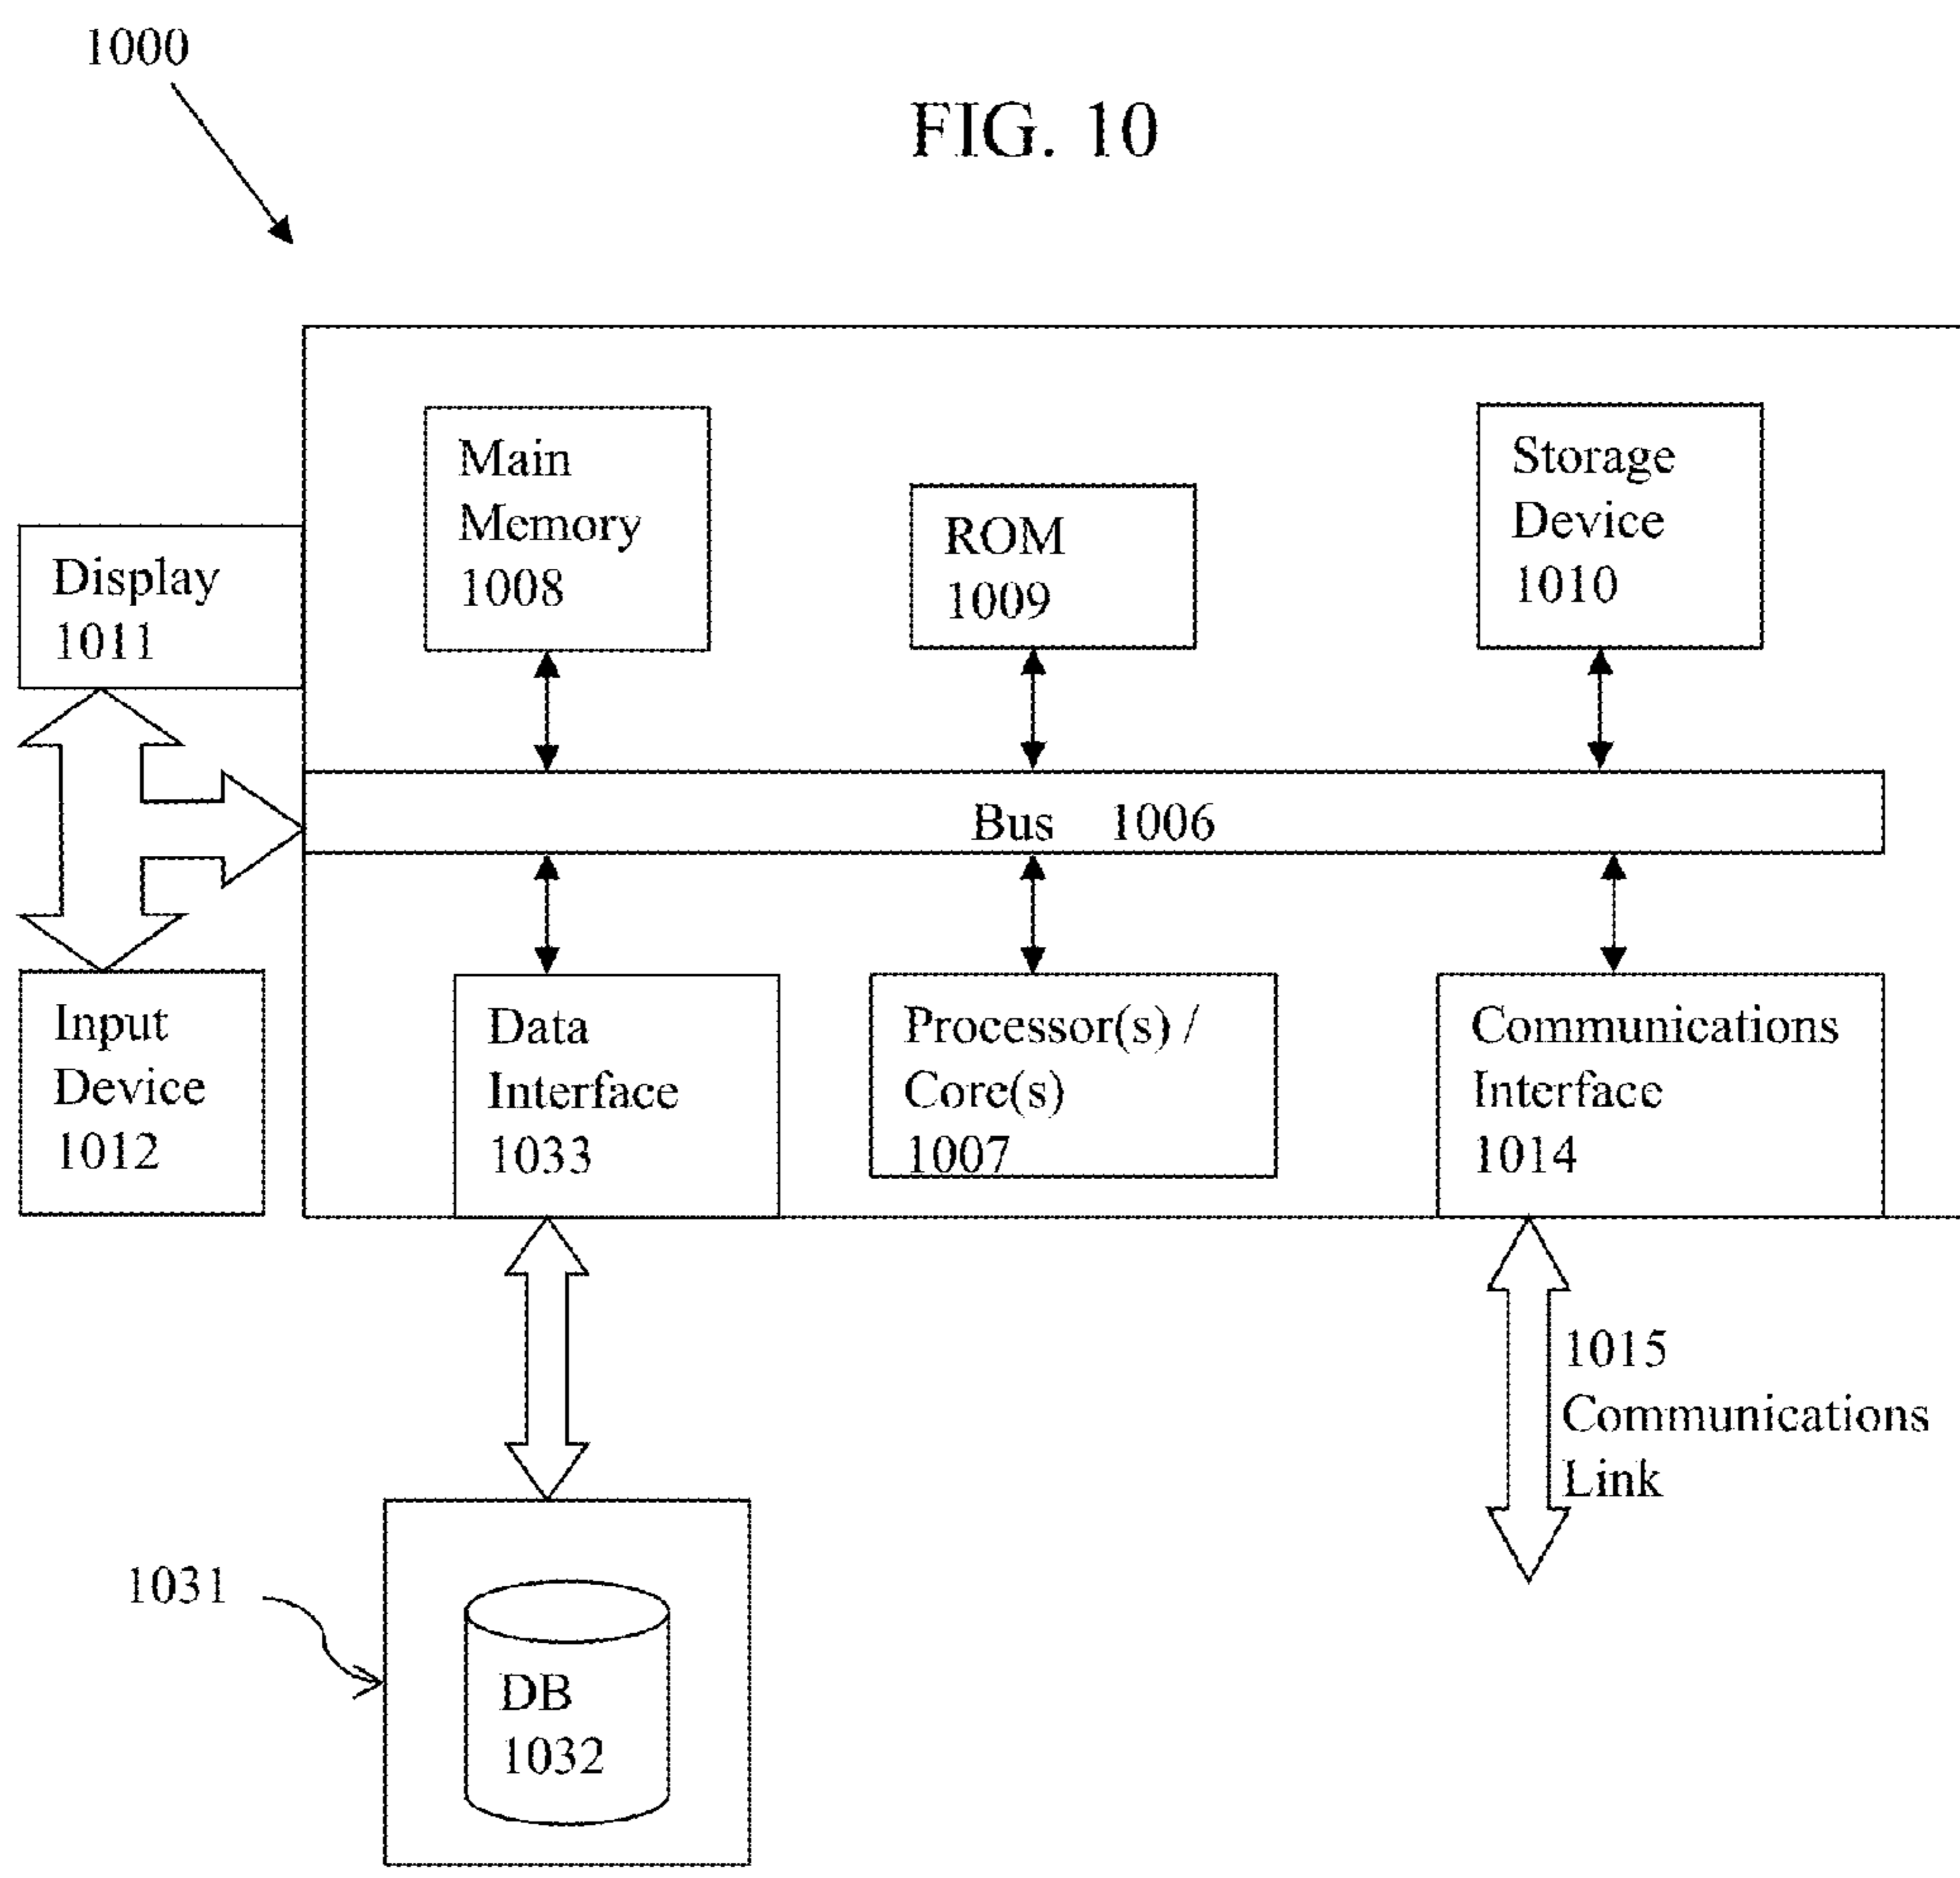 1000
FIG. 10
Main
Memory
1008
ROM
1009
Storage
Device
1010
Display
1011
Bus 1006
Input
Device
1012
Data
Interface
1033
Processor(s) /
Core(s)
1007
Communications
Interface
1014
1015
Communications
Link
1031
DB
1032